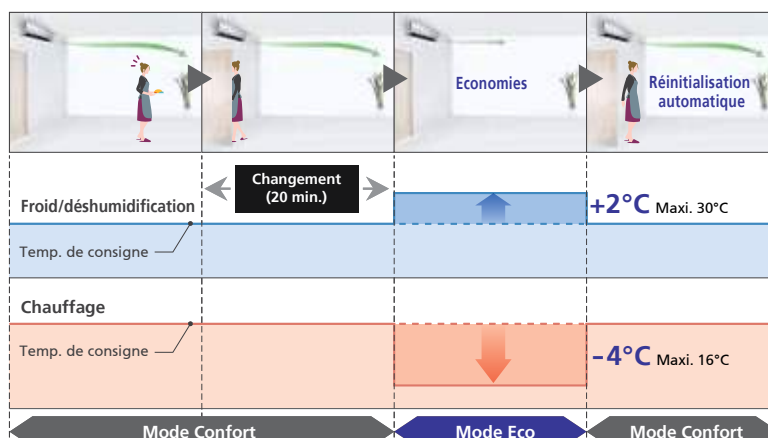 Economies
Réinitialisation
automatique
Changement
(20 min.)
Froid/déshumidification
+2°C Maxi. 30°C
Temp. de consigne
Chauffage
Temp. de consigne
–4°C Maxi. 16°C
Mode Confort
Mode Eco
Mode Confort